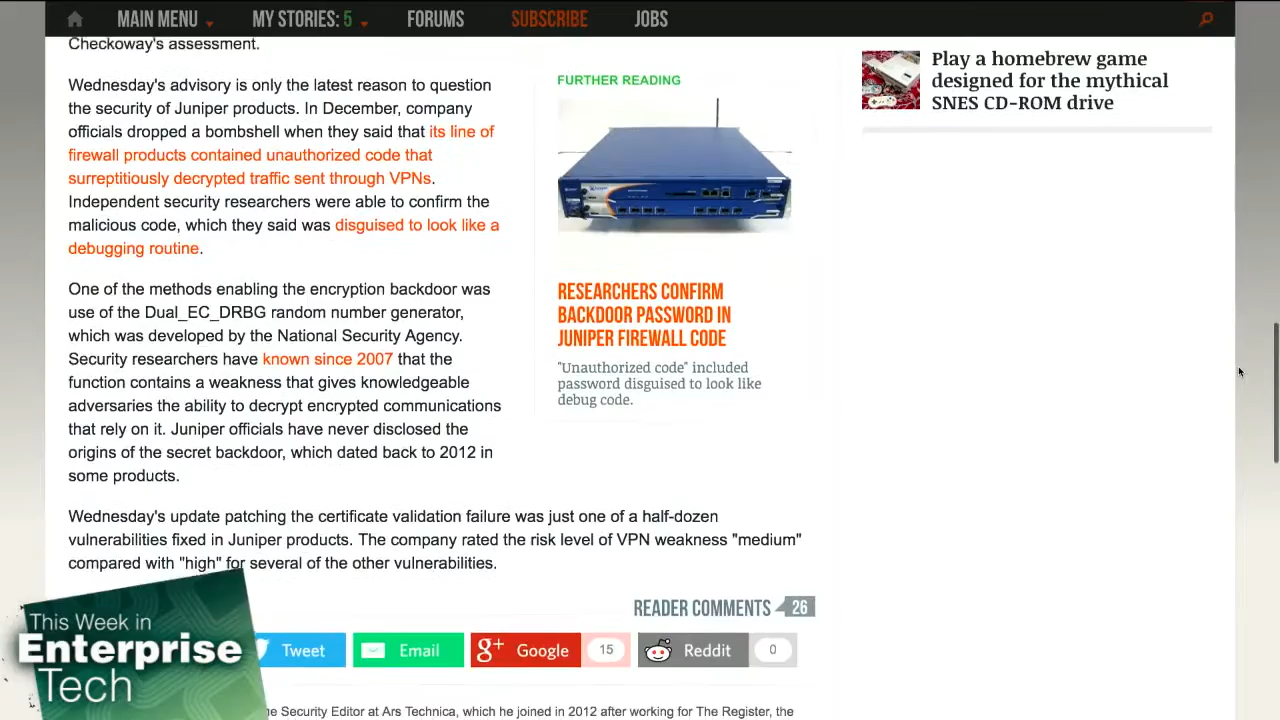 MAIN MENU
MY STORIES: 5
FORUMS
SUBSCRIBE
JOBS
Checkoway's assessment.
Wednesday's advisory is only the latest reason to question
the security of Juniper products. In December, company
officials dropped a bombshell when they said that its line of
firewall products contained unauthorized code that
surreptitiously decrypted traffic sent through VPNs.
Independent security researchers were able to confirm the
malicious code, which they said was disguised to look like a
debugging routine.
One of the methods enabling the encryption backdoor was
use of the Dual_EC_DRBG random number generator,
which was developed by the National Security Agency.
Security researchers have known since 2007 that the
function contains a weakness that gives knowledgeable
adversaries the ability to decrypt encrypted communications
that rely on it. Juniper officials have never disclosed the
origins of the secret backdoor, which dated back to 2012 in
some products.
FURTHER READING
RESEARCHERS CONFIRM
BACKDOOR PASSWORD IN
JUNIPER FIREWALL CODE
"Unauthorized code" included
password disguised to look like
debug code.
Wednesday's update patching the certificate validation failure was just one of a half-dozen
vulnerabilities fixed in Juniper products. The company rated the risk level of VPN weakness "medium"
compared with "high" for several of the other vulnerabilities.
READER COMMENTS 26
Tweet
Email
g+ Google 15
Reddit 0
e Security Editor at Ars Technica, which he joined in 2012 after working for The Register, the
Play a homebrew game
designed for the mythical
SNES CD-ROM drive
This Week in
Enterprise
Tech